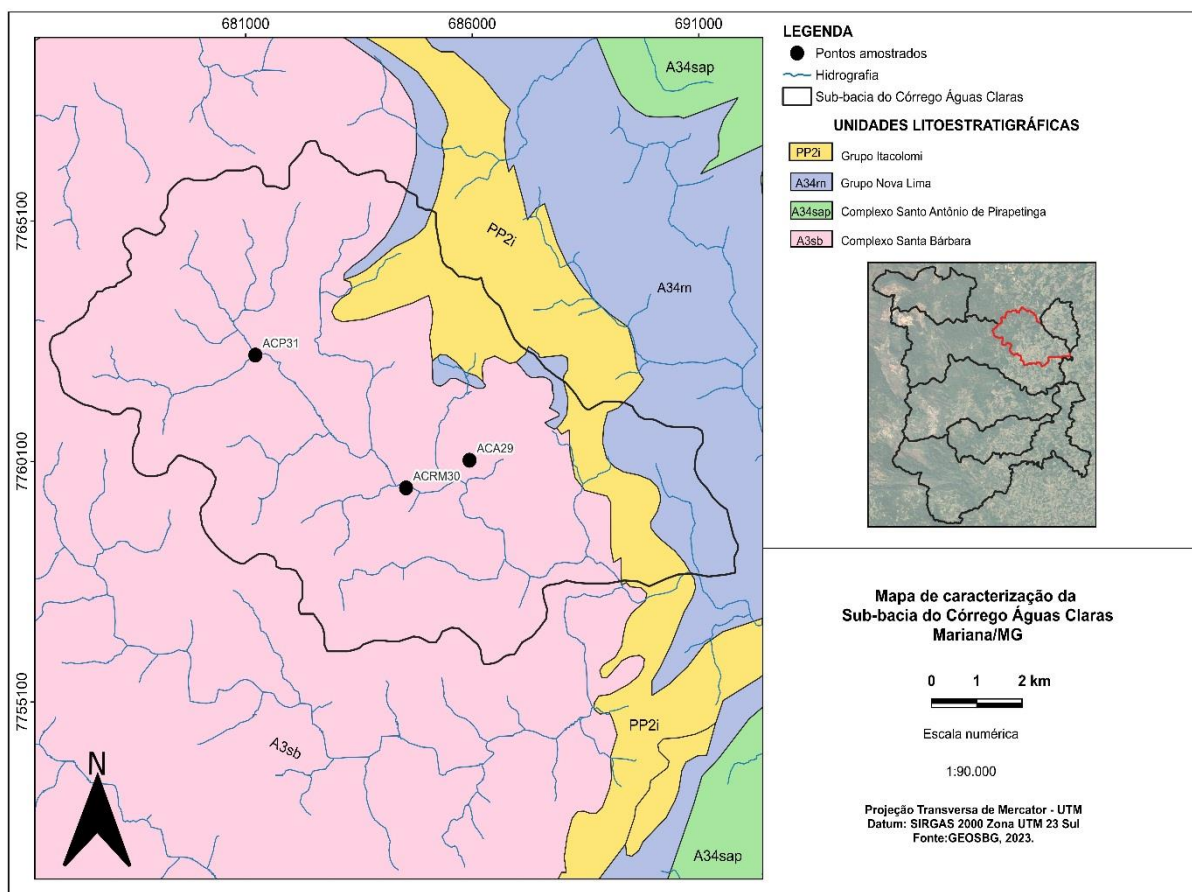 681000
686000
691000
7765100
7760100
7755100
A34sap
PP2i
A34rn
ACP31
ACA29
ACRM30
A3sb
PP2i
A34sap
N
LEGENDA
Pontos amostrados
Hidrografia
Sub-bacia do Córrego Águas Claras
UNIDADES LITOESTRATIGRÁFICAS
PP2i Grupo Itacolomi
A34rn Grupo Nova Lima
A34sap Complexo Santo Antônio de Pirapetinga
A3sb Complexo Santa Bárbara
Mapa de caracterização da
Sub-bacia do Córrego Águas Claras
Mariana/MG
0 1 2 km
Escala numérica
1:90.000
Projeção Transversa de Mercator - UTM
Datum: SIRGAS 2000 Zona UTM 23 Sul
Fonte:GEOSBG, 2023.